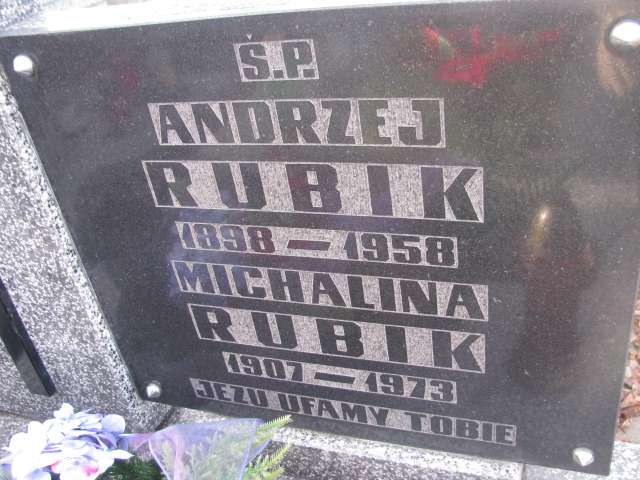 Ś.P.
ANDRZEJ
RUBIK
1898 - 1958
MICHALINA
RUBIK
1907 - 1973
JEZU UFAMY TOBIE